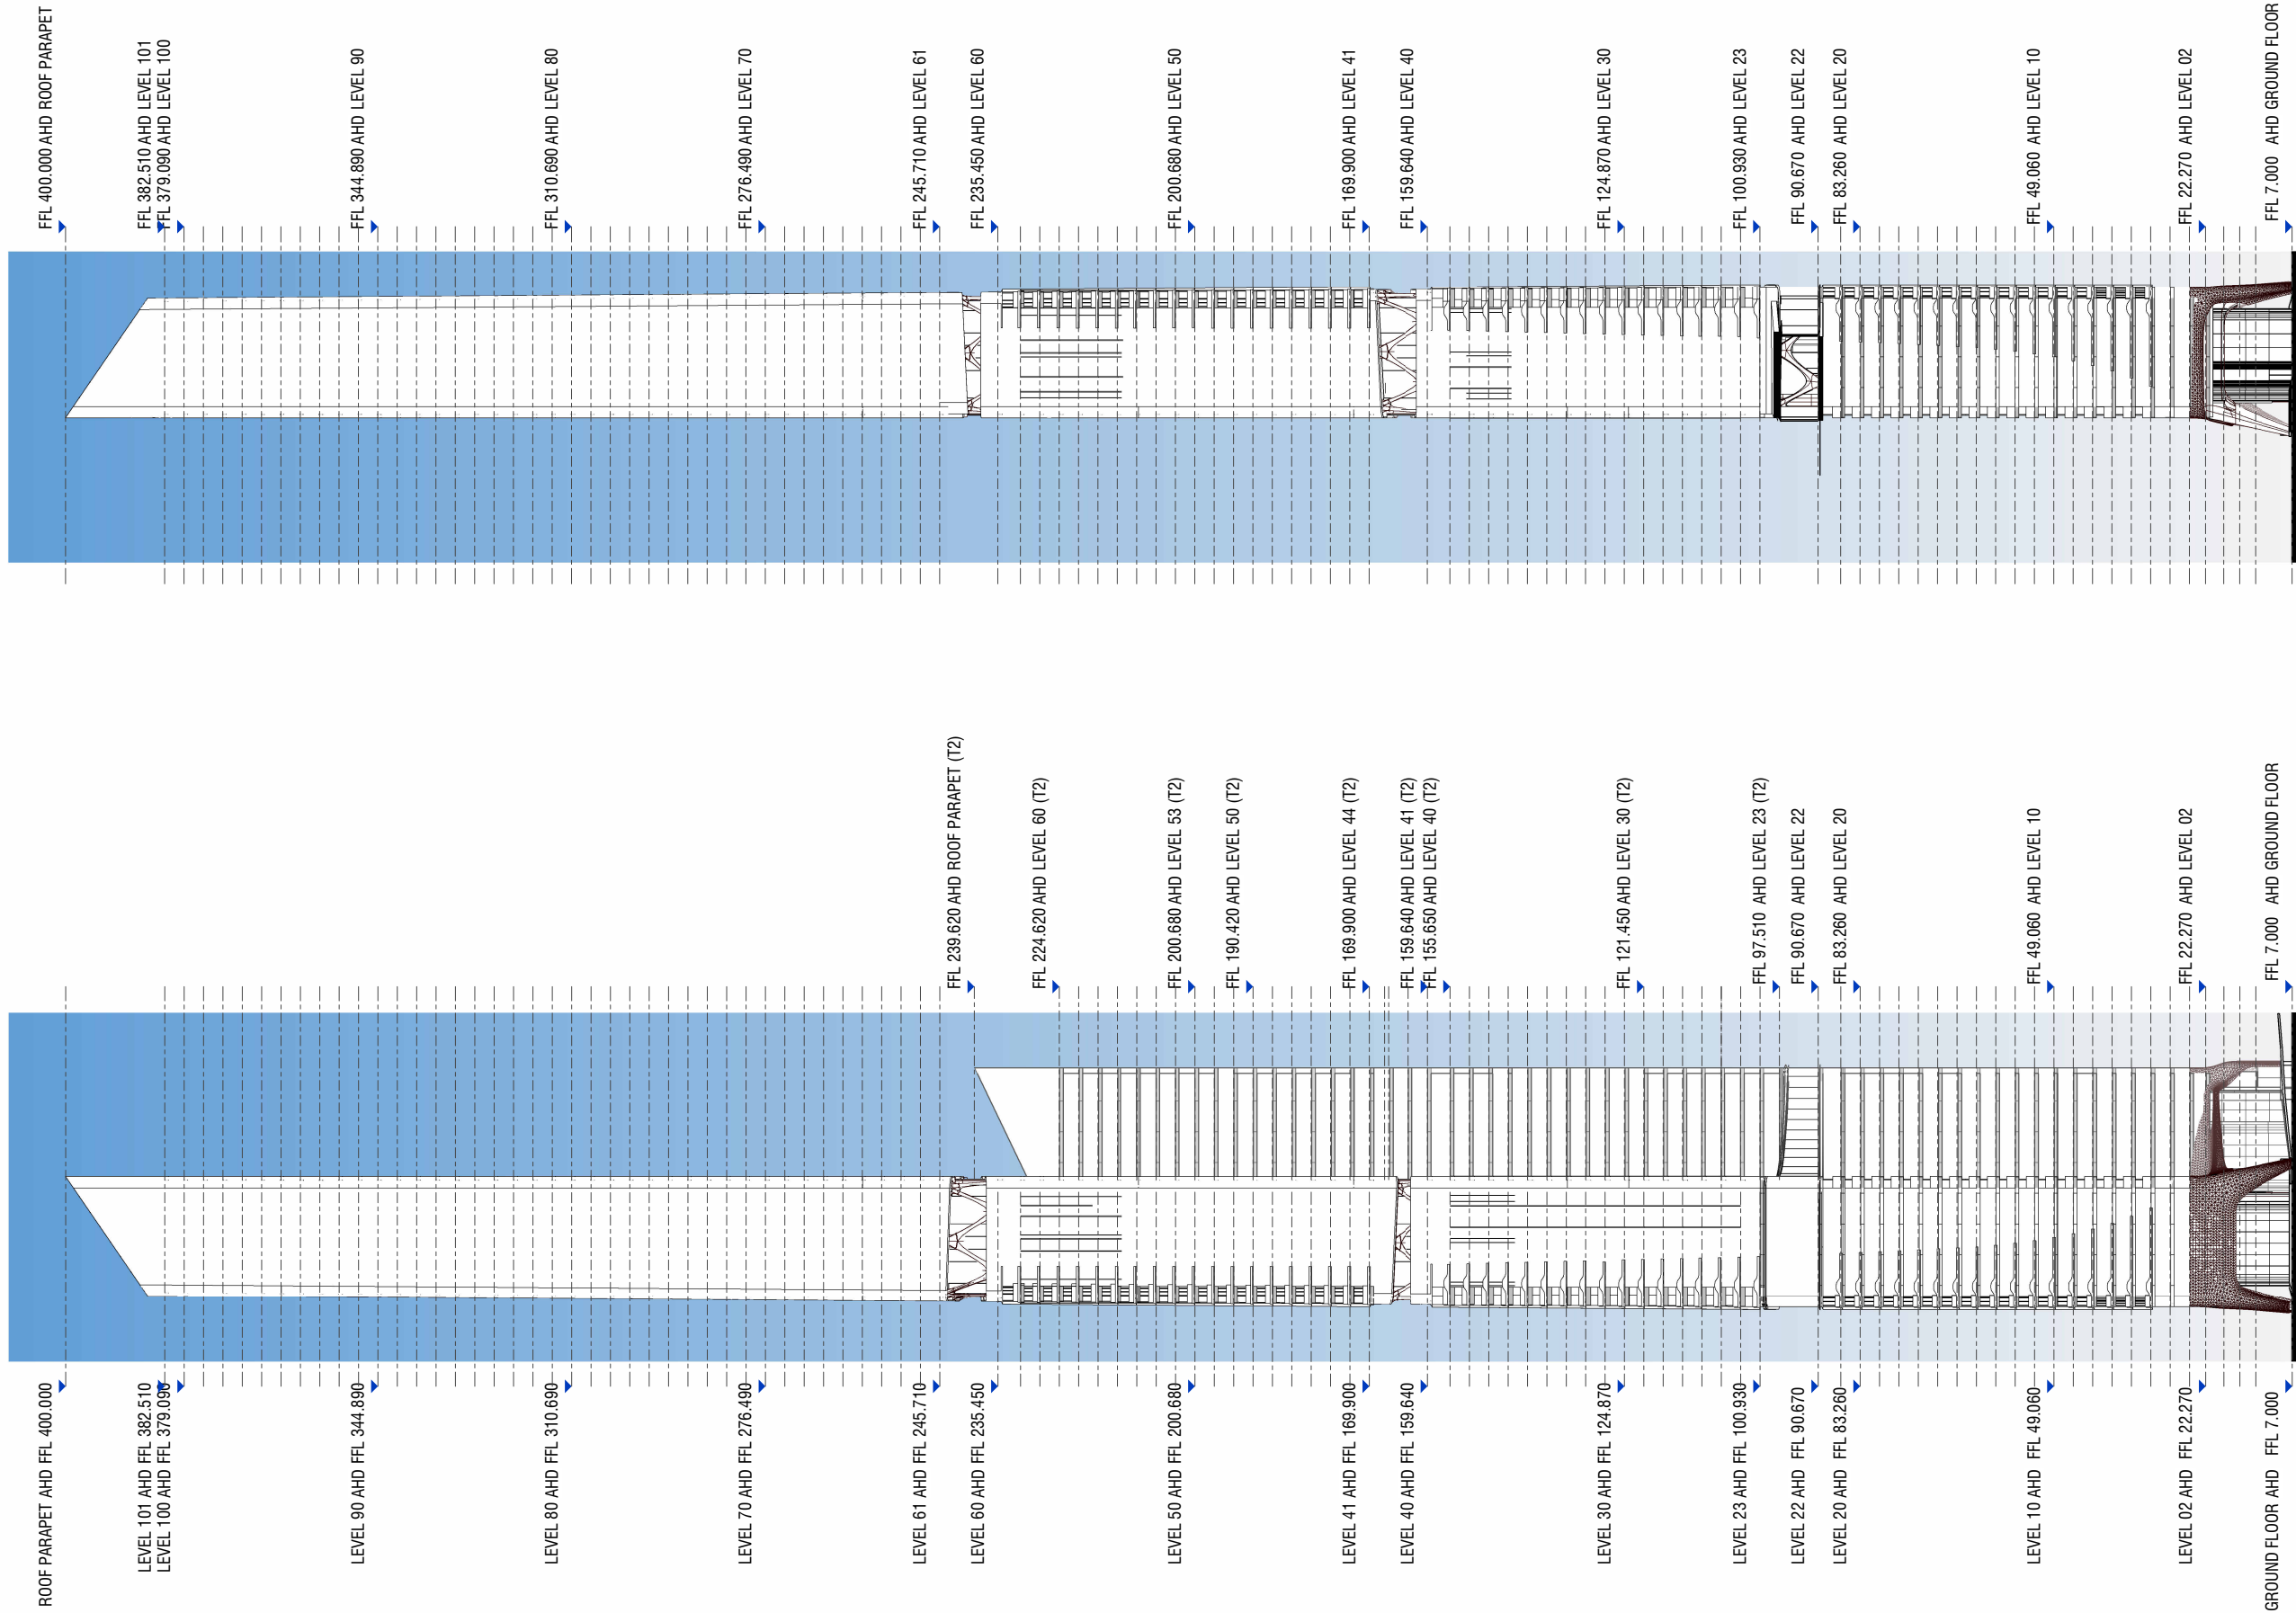 FFL 400.000 AHD ROOF PARAPET
FFL 382.510 AHD LEVEL 101
FFL 379.090 AHD LEVEL 100
FFL 344.890 AHD LEVEL 90
FFL 310.690 AHD LEVEL 80
FFL 276.490 AHD LEVEL 70
FFL 245.710 AHD LEVEL 61
FFL 235.450 AHD LEVEL 60
FFL 200.680 AHD LEVEL 50
FFL 169.900 AHD LEVEL 41
FFL 159.640 AHD LEVEL 40
FFL 124.870 AHD LEVEL 30
FFL 100.930 AHD LEVEL 23
FFL 90.670 AHD LEVEL 22
FFL 83.260 AHD LEVEL 20
FFL 49.060 AHD LEVEL 10
FFL 22.270 AHD LEVEL 02
FFL 7.000 AHD GROUND FLOOR
FFL 239.620 AHD ROOF PARAPET (T2)
FFL 224.620 AHD LEVEL 60 (T2)
FFL 200.680 AHD LEVEL 53 (T2)
FFL 190.420 AHD LEVEL 50 (T2)
FFL 169.900 AHD LEVEL 44 (T2)
FFL 159.640 AHD LEVEL 41 (T2)
FFL 155.650 AHD LEVEL 40 (T2)
FFL 121.450 AHD LEVEL 30 (T2)
FFL 97.510 AHD LEVEL 23 (T2)
FFL 90.670 AHD LEVEL 22
FFL 83.260 AHD LEVEL 20
FFL 49.060 AHD LEVEL 10
FFL 22.270 AHD LEVEL 02
FFL 7.000 AHD GROUND FLOOR
ROOF PARAPET AHD FFL 400.000
LEVEL 101 AHD FFL 382.510
LEVEL 100 AHD FFL 379.090
LEVEL 90 AHD FFL 344.890
LEVEL 80 AHD FFL 310.690
LEVEL 70 AHD FFL 276.490
LEVEL 61 AHD FFL 245.710
LEVEL 60 AHD FFL 235.450
LEVEL 50 AHD FFL 200.680
LEVEL 41 AHD FFL 169.900
LEVEL 40 AHD FFL 159.640
LEVEL 30 AHD FFL 124.870
LEVEL 23 AHD FFL 100.930
LEVEL 22 AHD FFL 90.670
LEVEL 20 AHD FFL 83.260
LEVEL 10 AHD FFL 49.060
LEVEL 02 AHD FFL 22.270
GROUND FLOOR AHD FFL 7.000